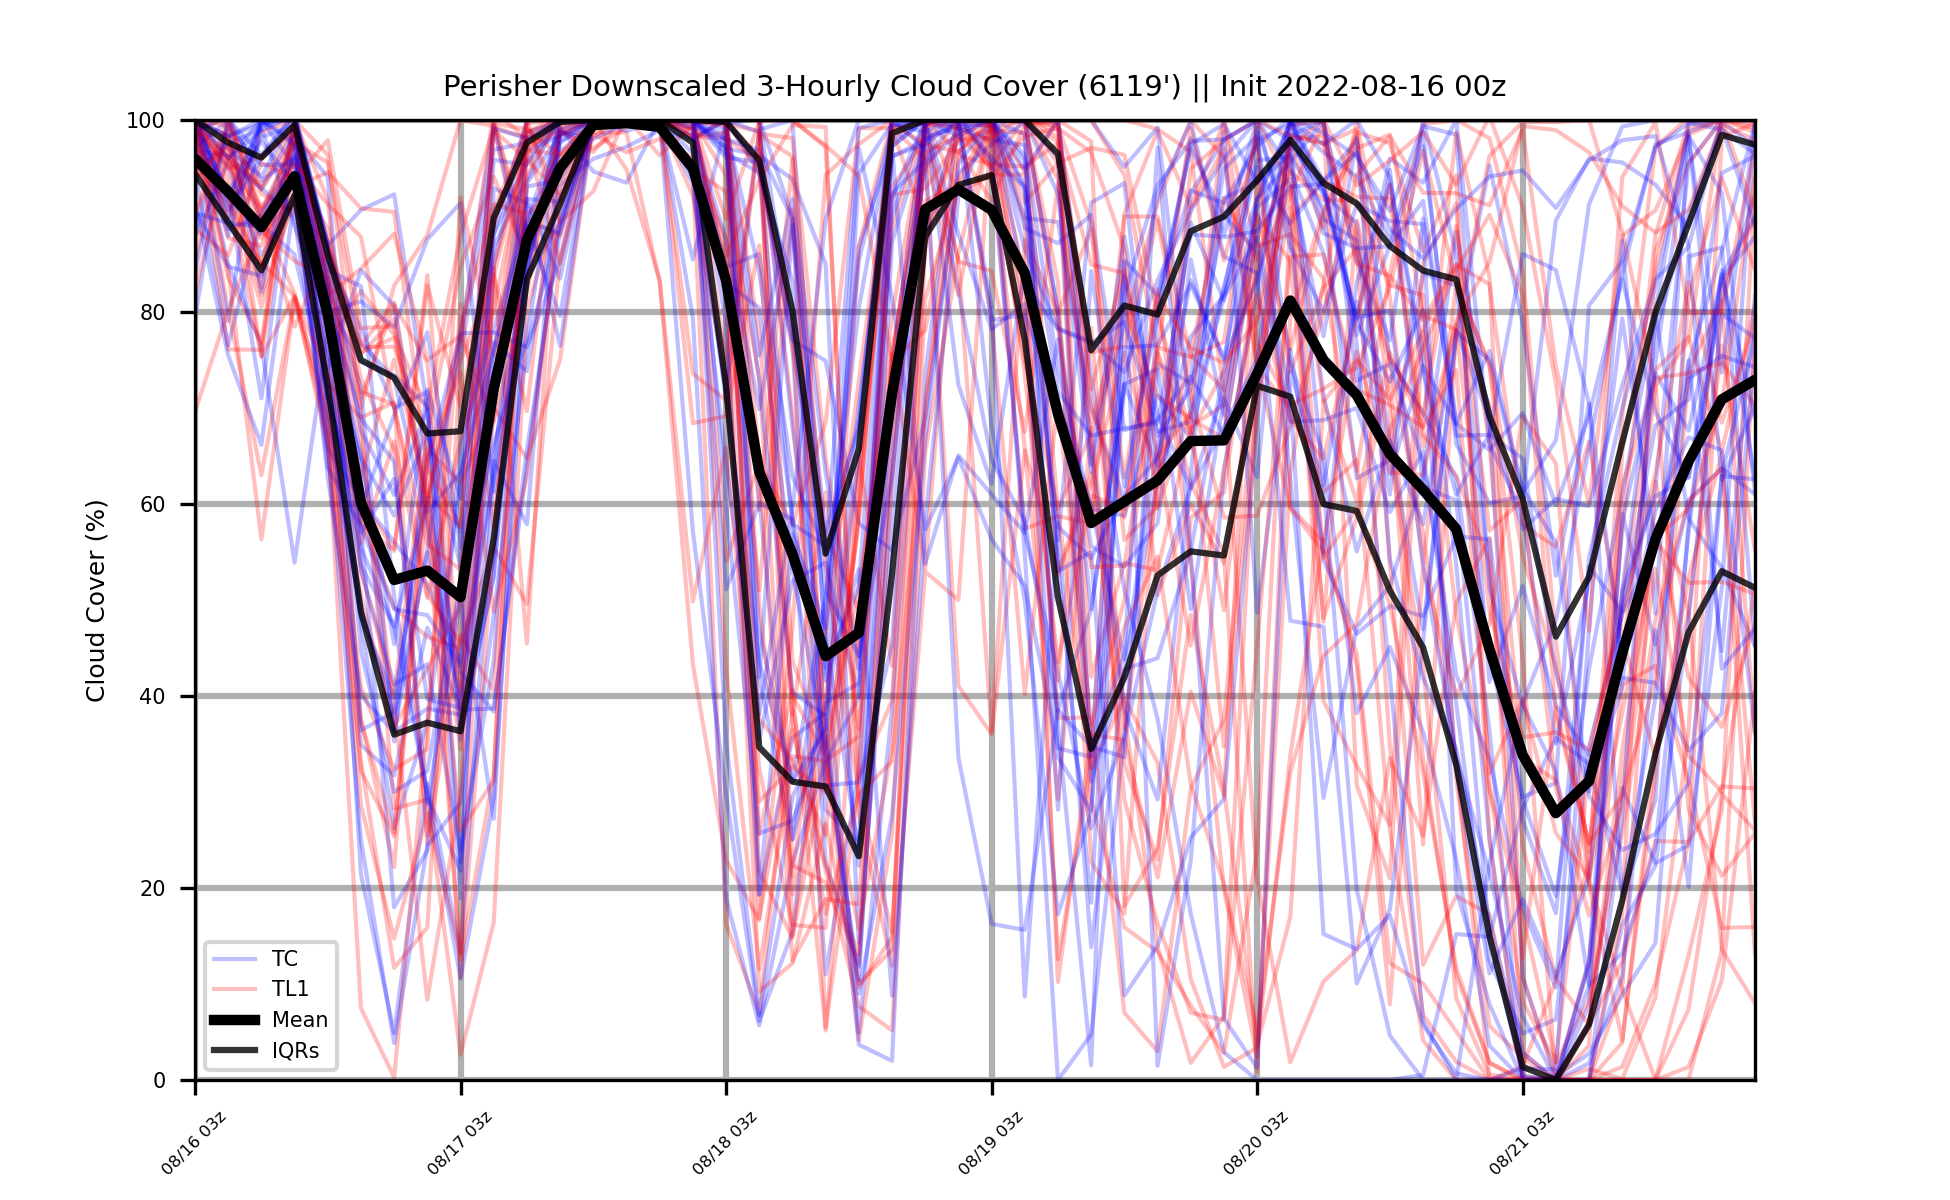 Perisher Downscaled 3-Hourly Cloud Cover (6119') || Init 2022-08-16 00z
Cloud Cover (%)
100
80
60
40
20
0
TC
TL1
Mean
IQRs
08/16 03z
08/17 03z
08/18 03z
08/19 03z
08/20 03z
08/21 03z